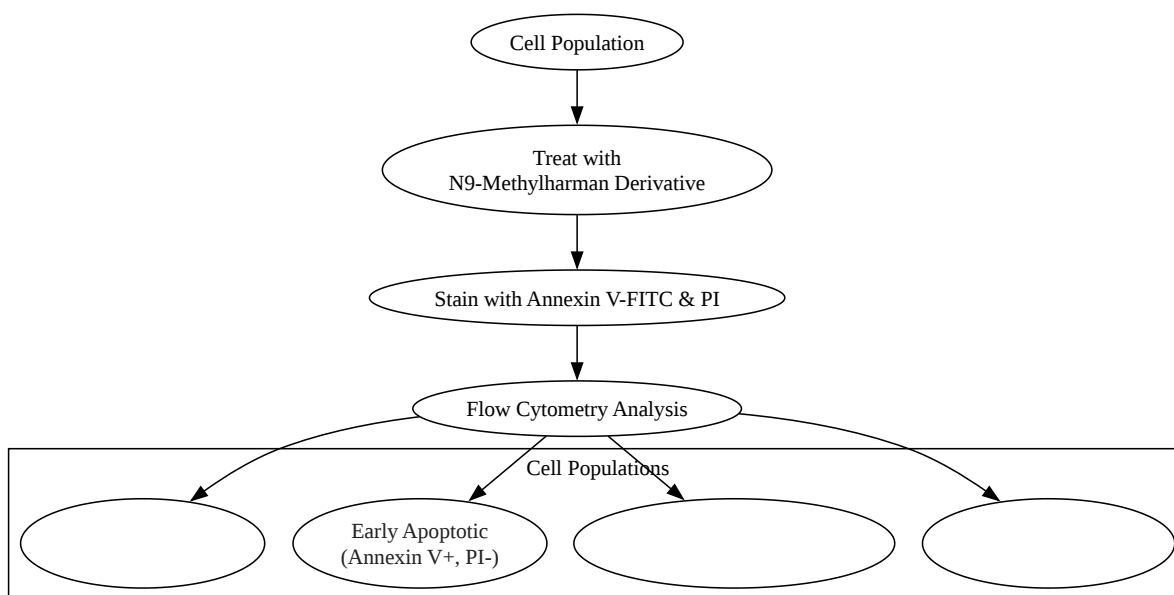 Cell Population
Treat with
N9-Methylharman Derivative
Stain with Annexin V-FITC & PI
Flow Cytometry Analysis
Cell Populations
Early Apoptotic
(Annexin V+, PI-)